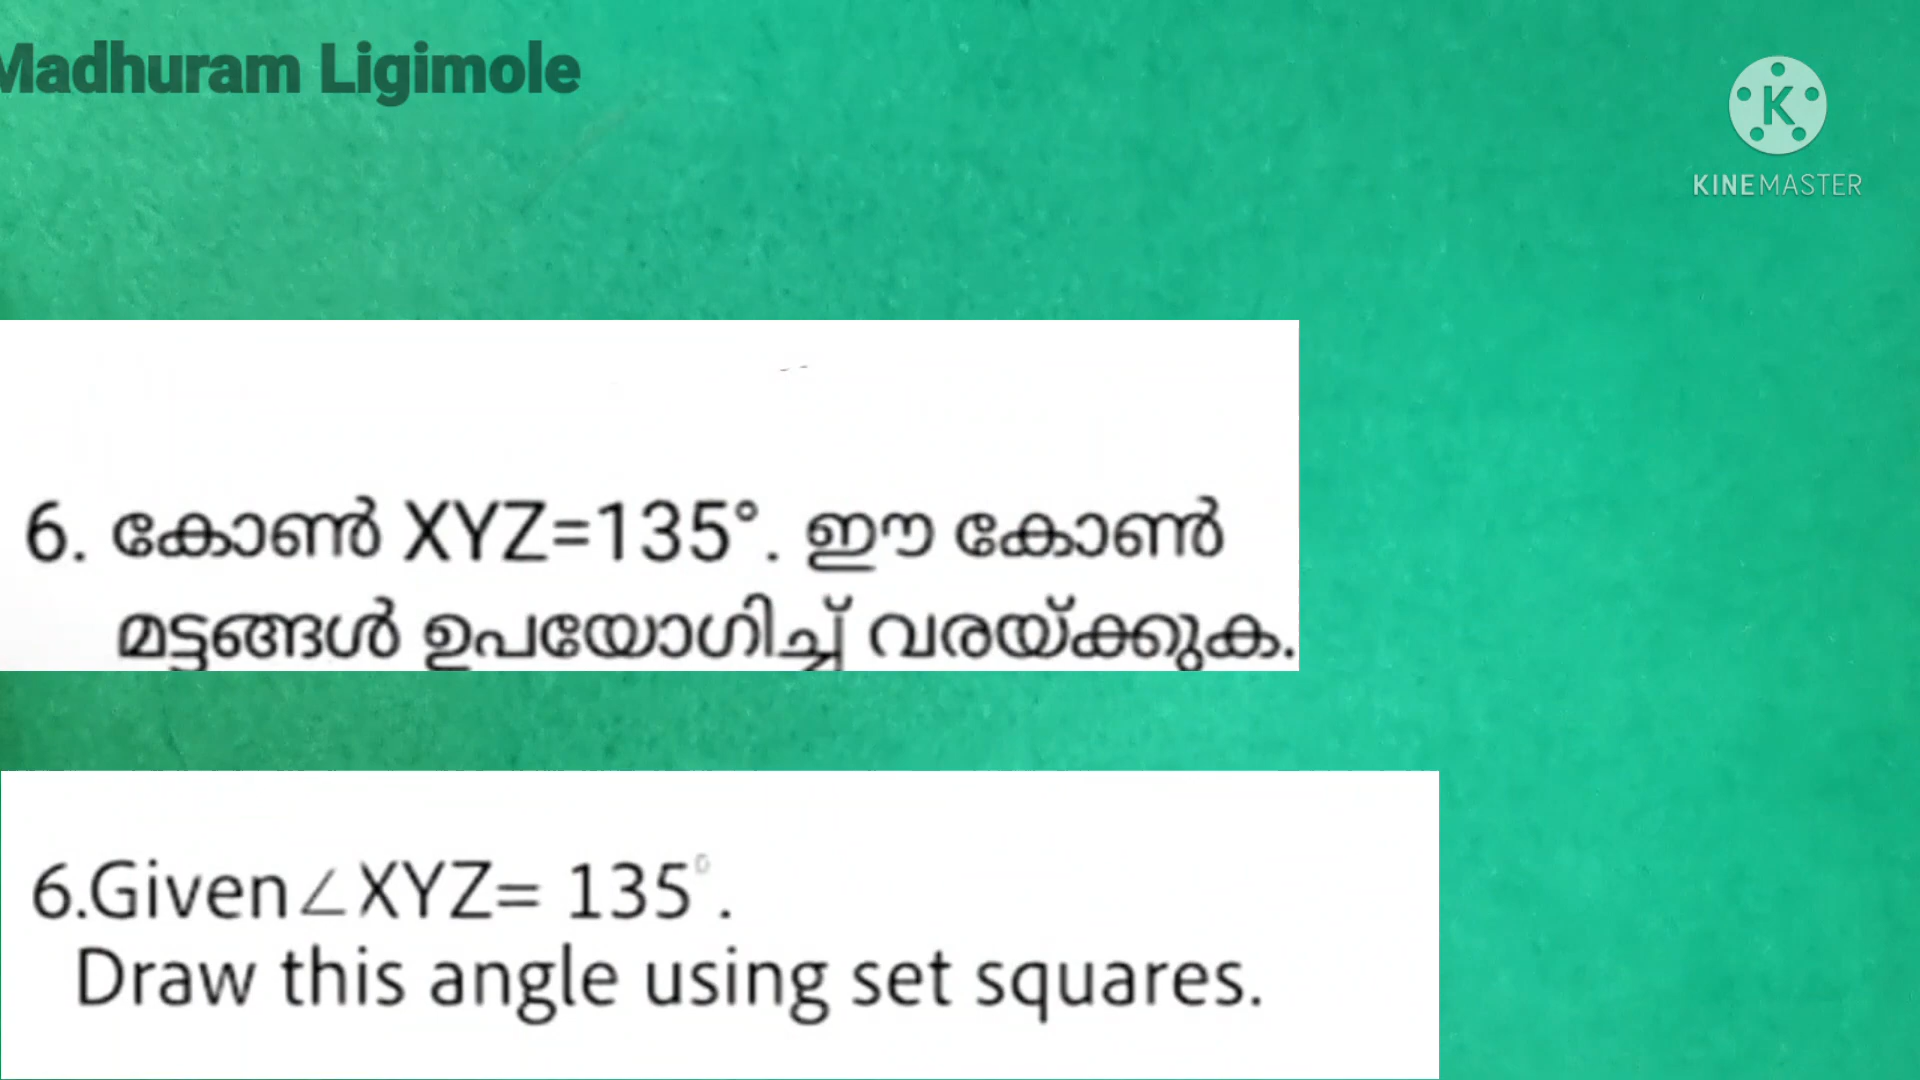 Madhuram Ligimole
KINEMASTER
6. കോൺ XYZ=135°. ഈ കോൺ
മട്ടങ്ങൾ ഉപയോഗിച്ച് വരയ്ക്കുക.
6.Given∠XYZ= 135°.
Draw this angle using set squares.